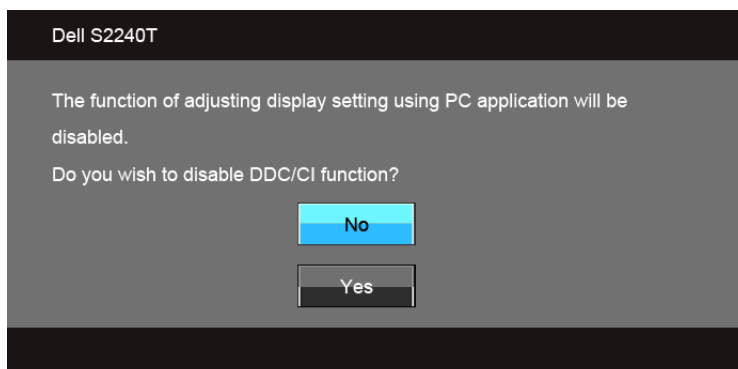 Dell S2240T
The function of adjusting display setting using PC application will be
disabled.
Do you wish to disable DDC/CI function?
No
Yes